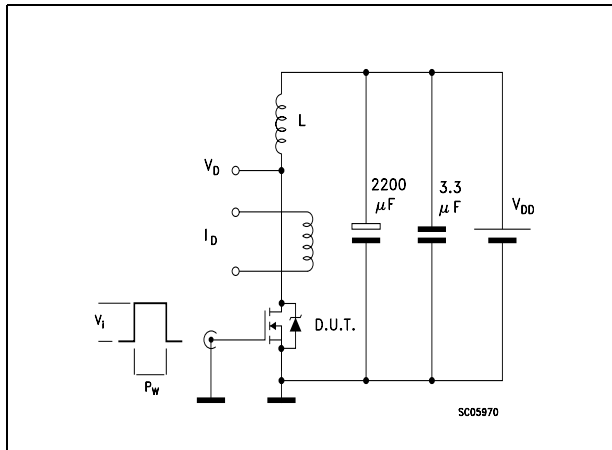 L
V_D
2200
μF
3.3
μF
V_DD
I_D
D.U.T.
V_i
P_W
SC05970